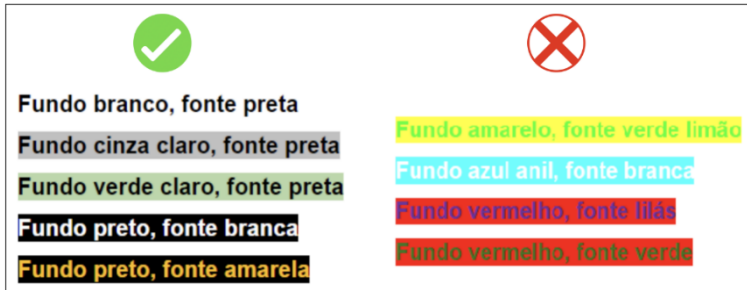 Fundo branco, fonte preta
Fundo cinza claro, fonte preta
Fundo verde claro, fonte preta
Fundo preto, fonte branca
Fundo preto, fonte amarela
Fundo amarelo, fonte verde limão
Fundo azul anil, fonte branca
Fundo vermelho, fonte lilás
Fundo vermelho, fonte verde